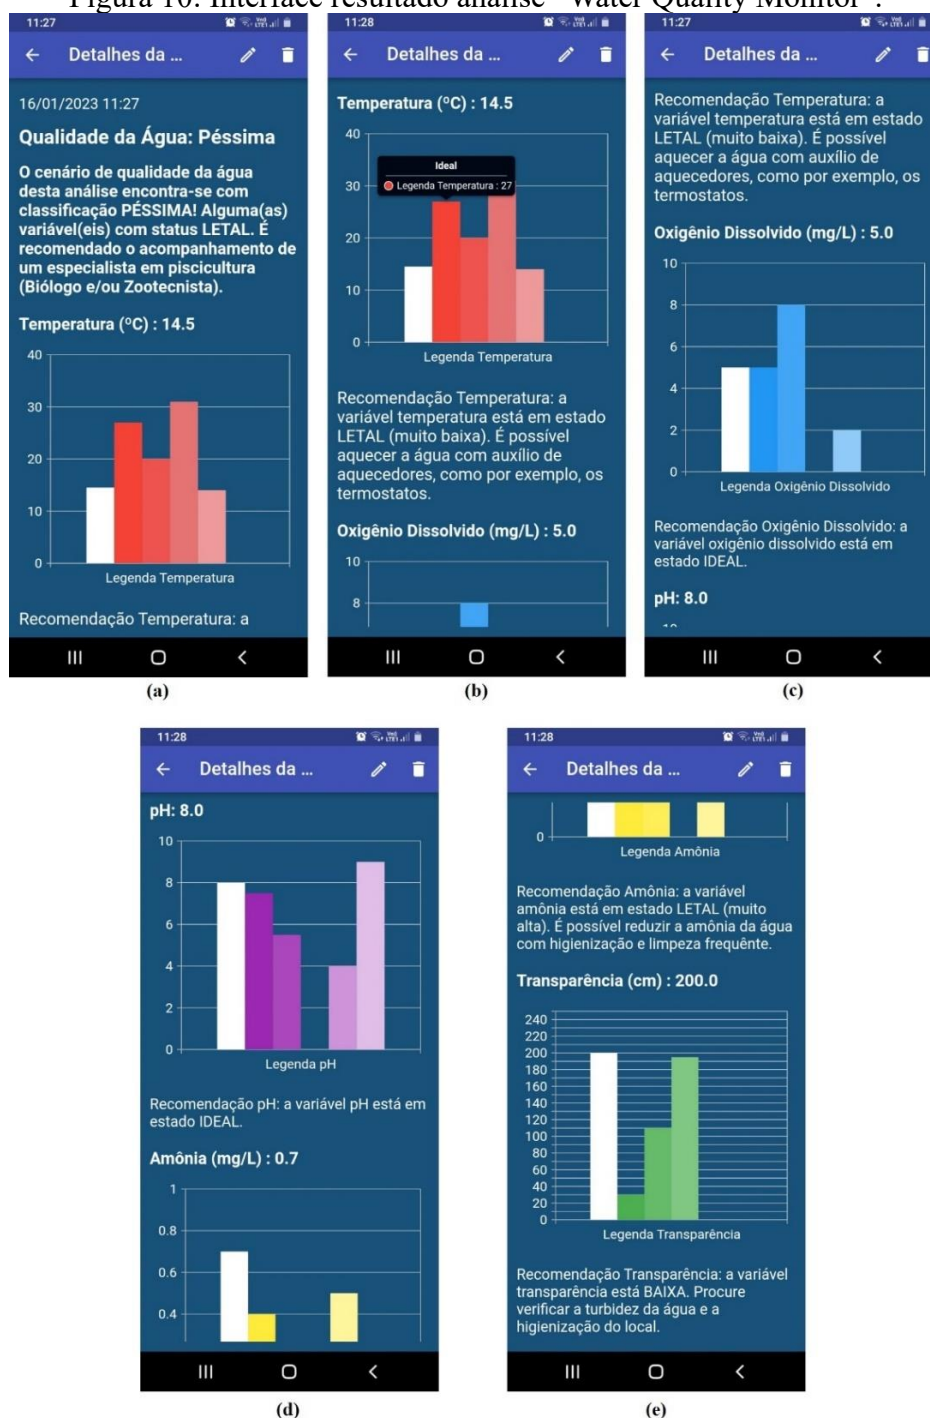 Figura 10: Interface resultado análise "Water Quality Monitor".
11:27
Detalhes da ...
16/01/2023 11:27
Qualidade da Água: Péssima
O cenário de qualidade da água
desta análise encontra-se com
classificação PÉSSIMA! Alguma(as)
variável(eis) com status LETAL. É
recomendado o acompanhamento de
um especialista em piscicultura
(Biólogo e/ou Zootecnista).
Temperatura (ºC) : 14.5
40
30
20
10
0
Legenda Temperatura
Recomendação Temperatura: a
(a)
11:28
Detalhes da ...
Temperatura (ºC) : 14.5
40
Ideal
Legenda Temperatura : 27
30
20
10
0
Legenda Temperatura
Recomendação Temperatura: a
variável temperatura está em estado
LETAL (muito baixa). É possível
aquecer a água com auxílio de
aquecedores, como por exemplo, os
termostatos.
Oxigênio Dissolvido (mg/L) : 5.0
10
8
(b)
11:27
Detalhes da ...
Recomendação Temperatura: a
variável temperatura está em estado
LETAL (muito baixa). É possível
aquecer a água com auxílio de
aquecedores, como por exemplo, os
termostatos.
Oxigênio Dissolvido (mg/L) : 5.0
10
8
6
4
2
0
Legenda Oxigênio Dissolvido
Recomendação Oxigênio Dissolvido: a
variável oxigênio dissolvido está em
estado IDEAL.
pH: 8.0
10
(c)
11:28
Detalhes da ...
pH: 8.0
10
8
6
4
2
0
Legenda pH
Recomendação pH: a variável pH está em
estado IDEAL.
Amônia (mg/L) : 0.7
1
0.8
0.6
0.4
(d)
11:28
Detalhes da ...
0
Legenda Amônia
Recomendação Amônia: a variável
amônia está em estado LETAL (muito
alta). É possível reduzir a amônia da água
com higienização e limpeza frequênte.
Transparência (cm) : 200.0
240
220
200
180
160
140
120
100
80
60
40
20
0
Legenda Transparência
Recomendação Transparência: a variável
transparência está BAIXA. Procure
verificar a turbidez da água e a
higienização do local.
(e)